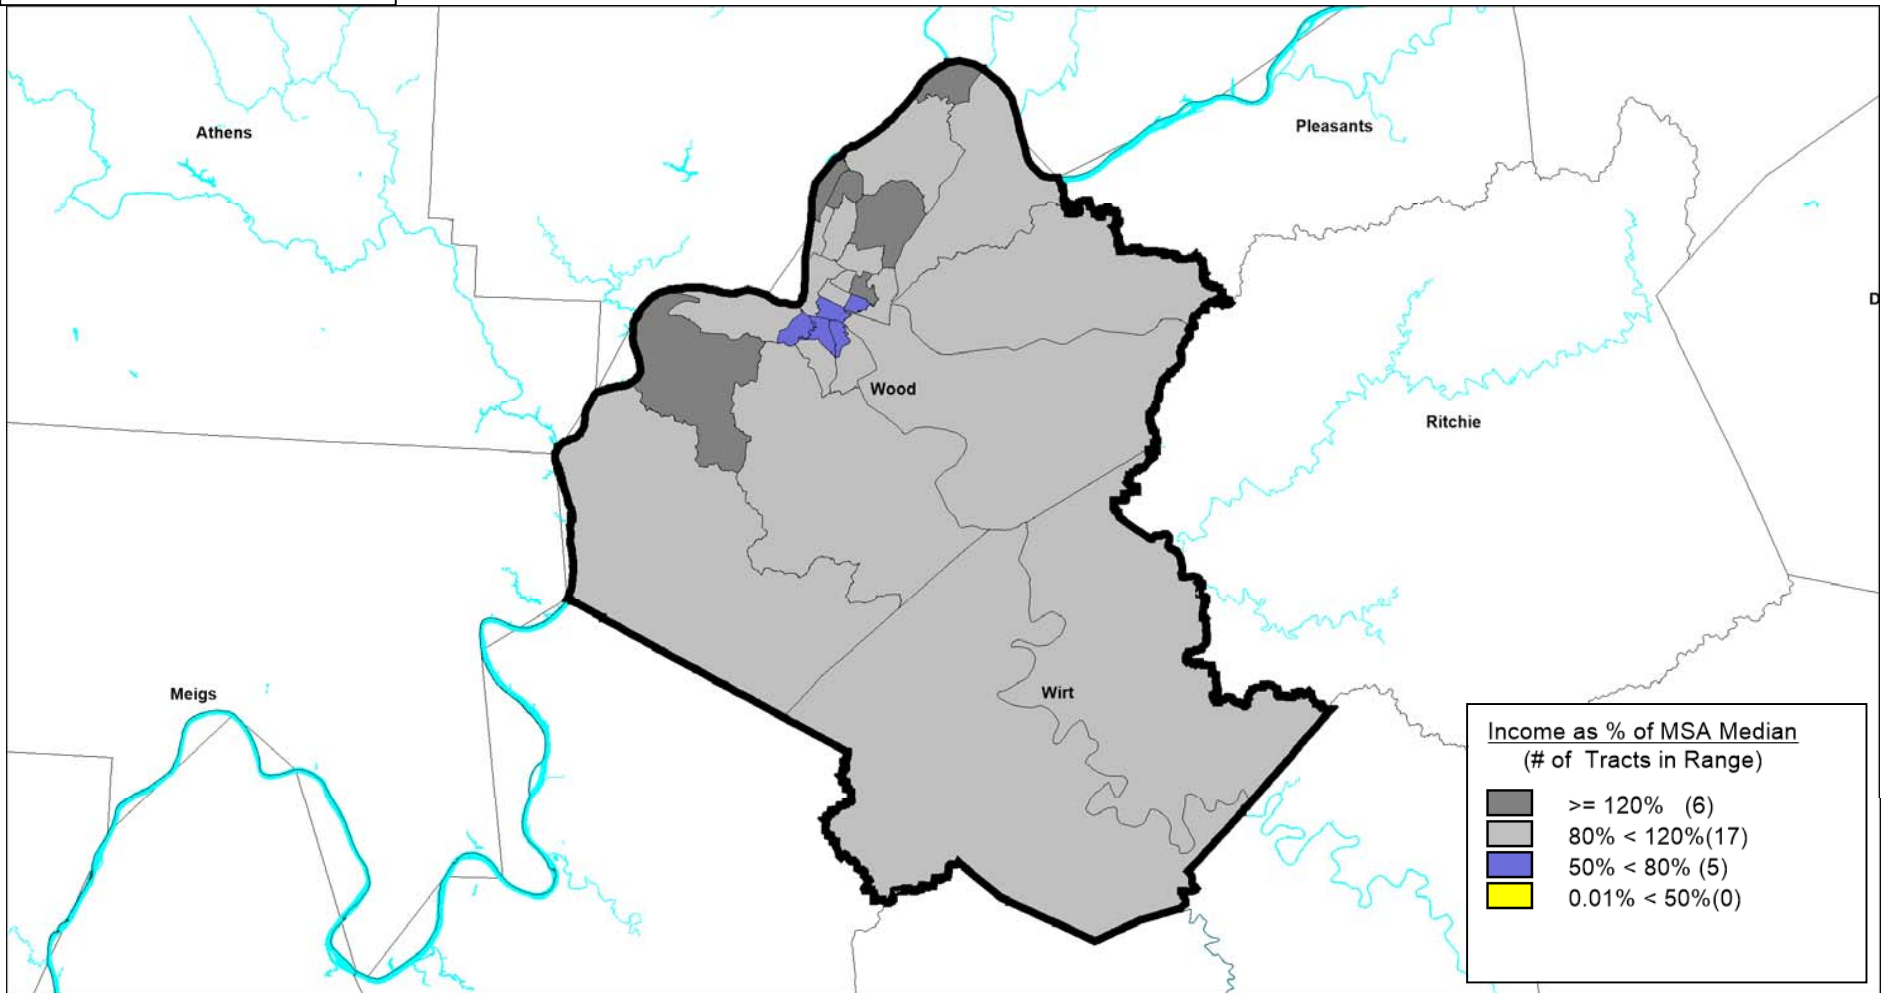 Athens
Pleasants
D
Wood
Ritchie
Meigs
Wirt
Income as % of MSA Median
(# of Tracts in Range)
>= 120% (6)
80% < 120%(17)
50% < 80% (5)
0.01% < 50%(0)